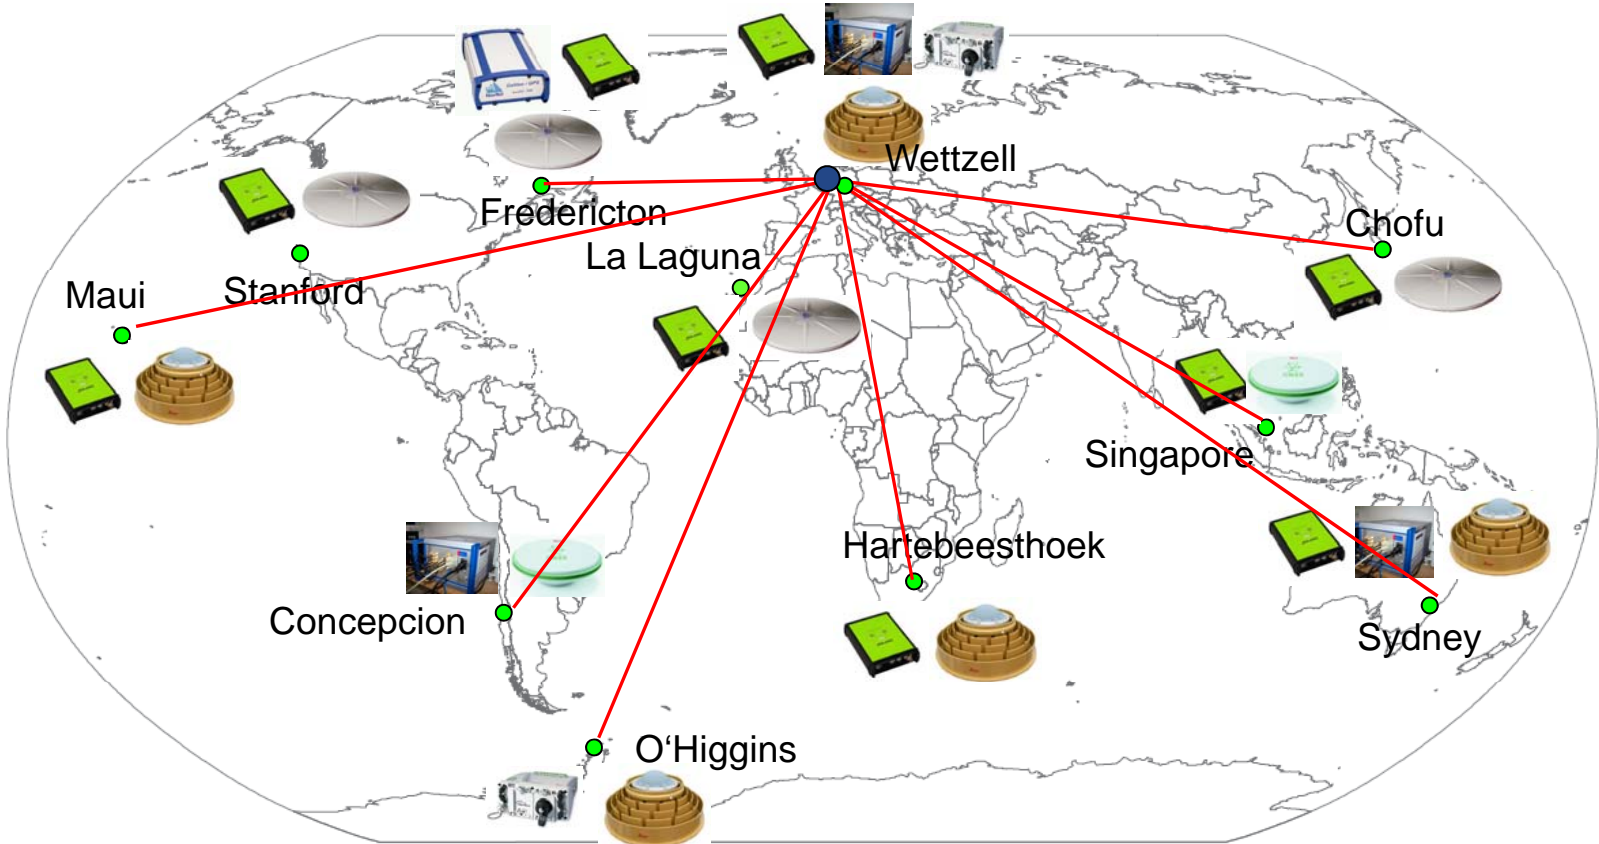 Wettzell
Fredericton
Chofu
La Laguna
Maui
Stanford
Singapore
Hartebeesthoek
Concepcion
Sydney
O‘Higgins